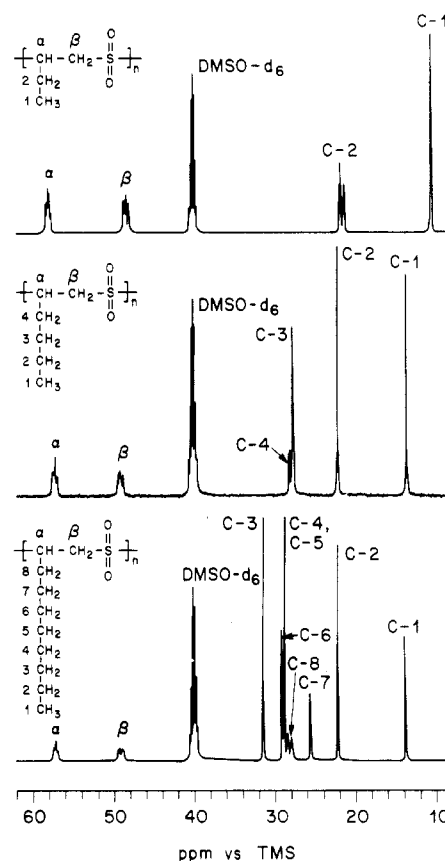 α β
O
[ CH – CH₂ – S ]n
O
2 CH₂
1 CH₃
α
β
DMSO-d₆
C-2
C-1
α β
O
[ CH – CH₂ – S ]n
O
4 CH₂
3 CH₂
2 CH₂
1 CH₃
α
β
DMSO-d₆
C-4
C-3
C-2
C-1
α β
O
[ CH – CH₂ – S ]n
O
8 CH₂
7 CH₂
6 CH₂
5 CH₂
4 CH₂
3 CH₂
2 CH₂
1 CH₃
α
β
DMSO-d₆
C-3
C-4,
C-5
C-6
C-8
C-7
C-2
C-1
60 50 40 30 20 10
ppm vs TMS